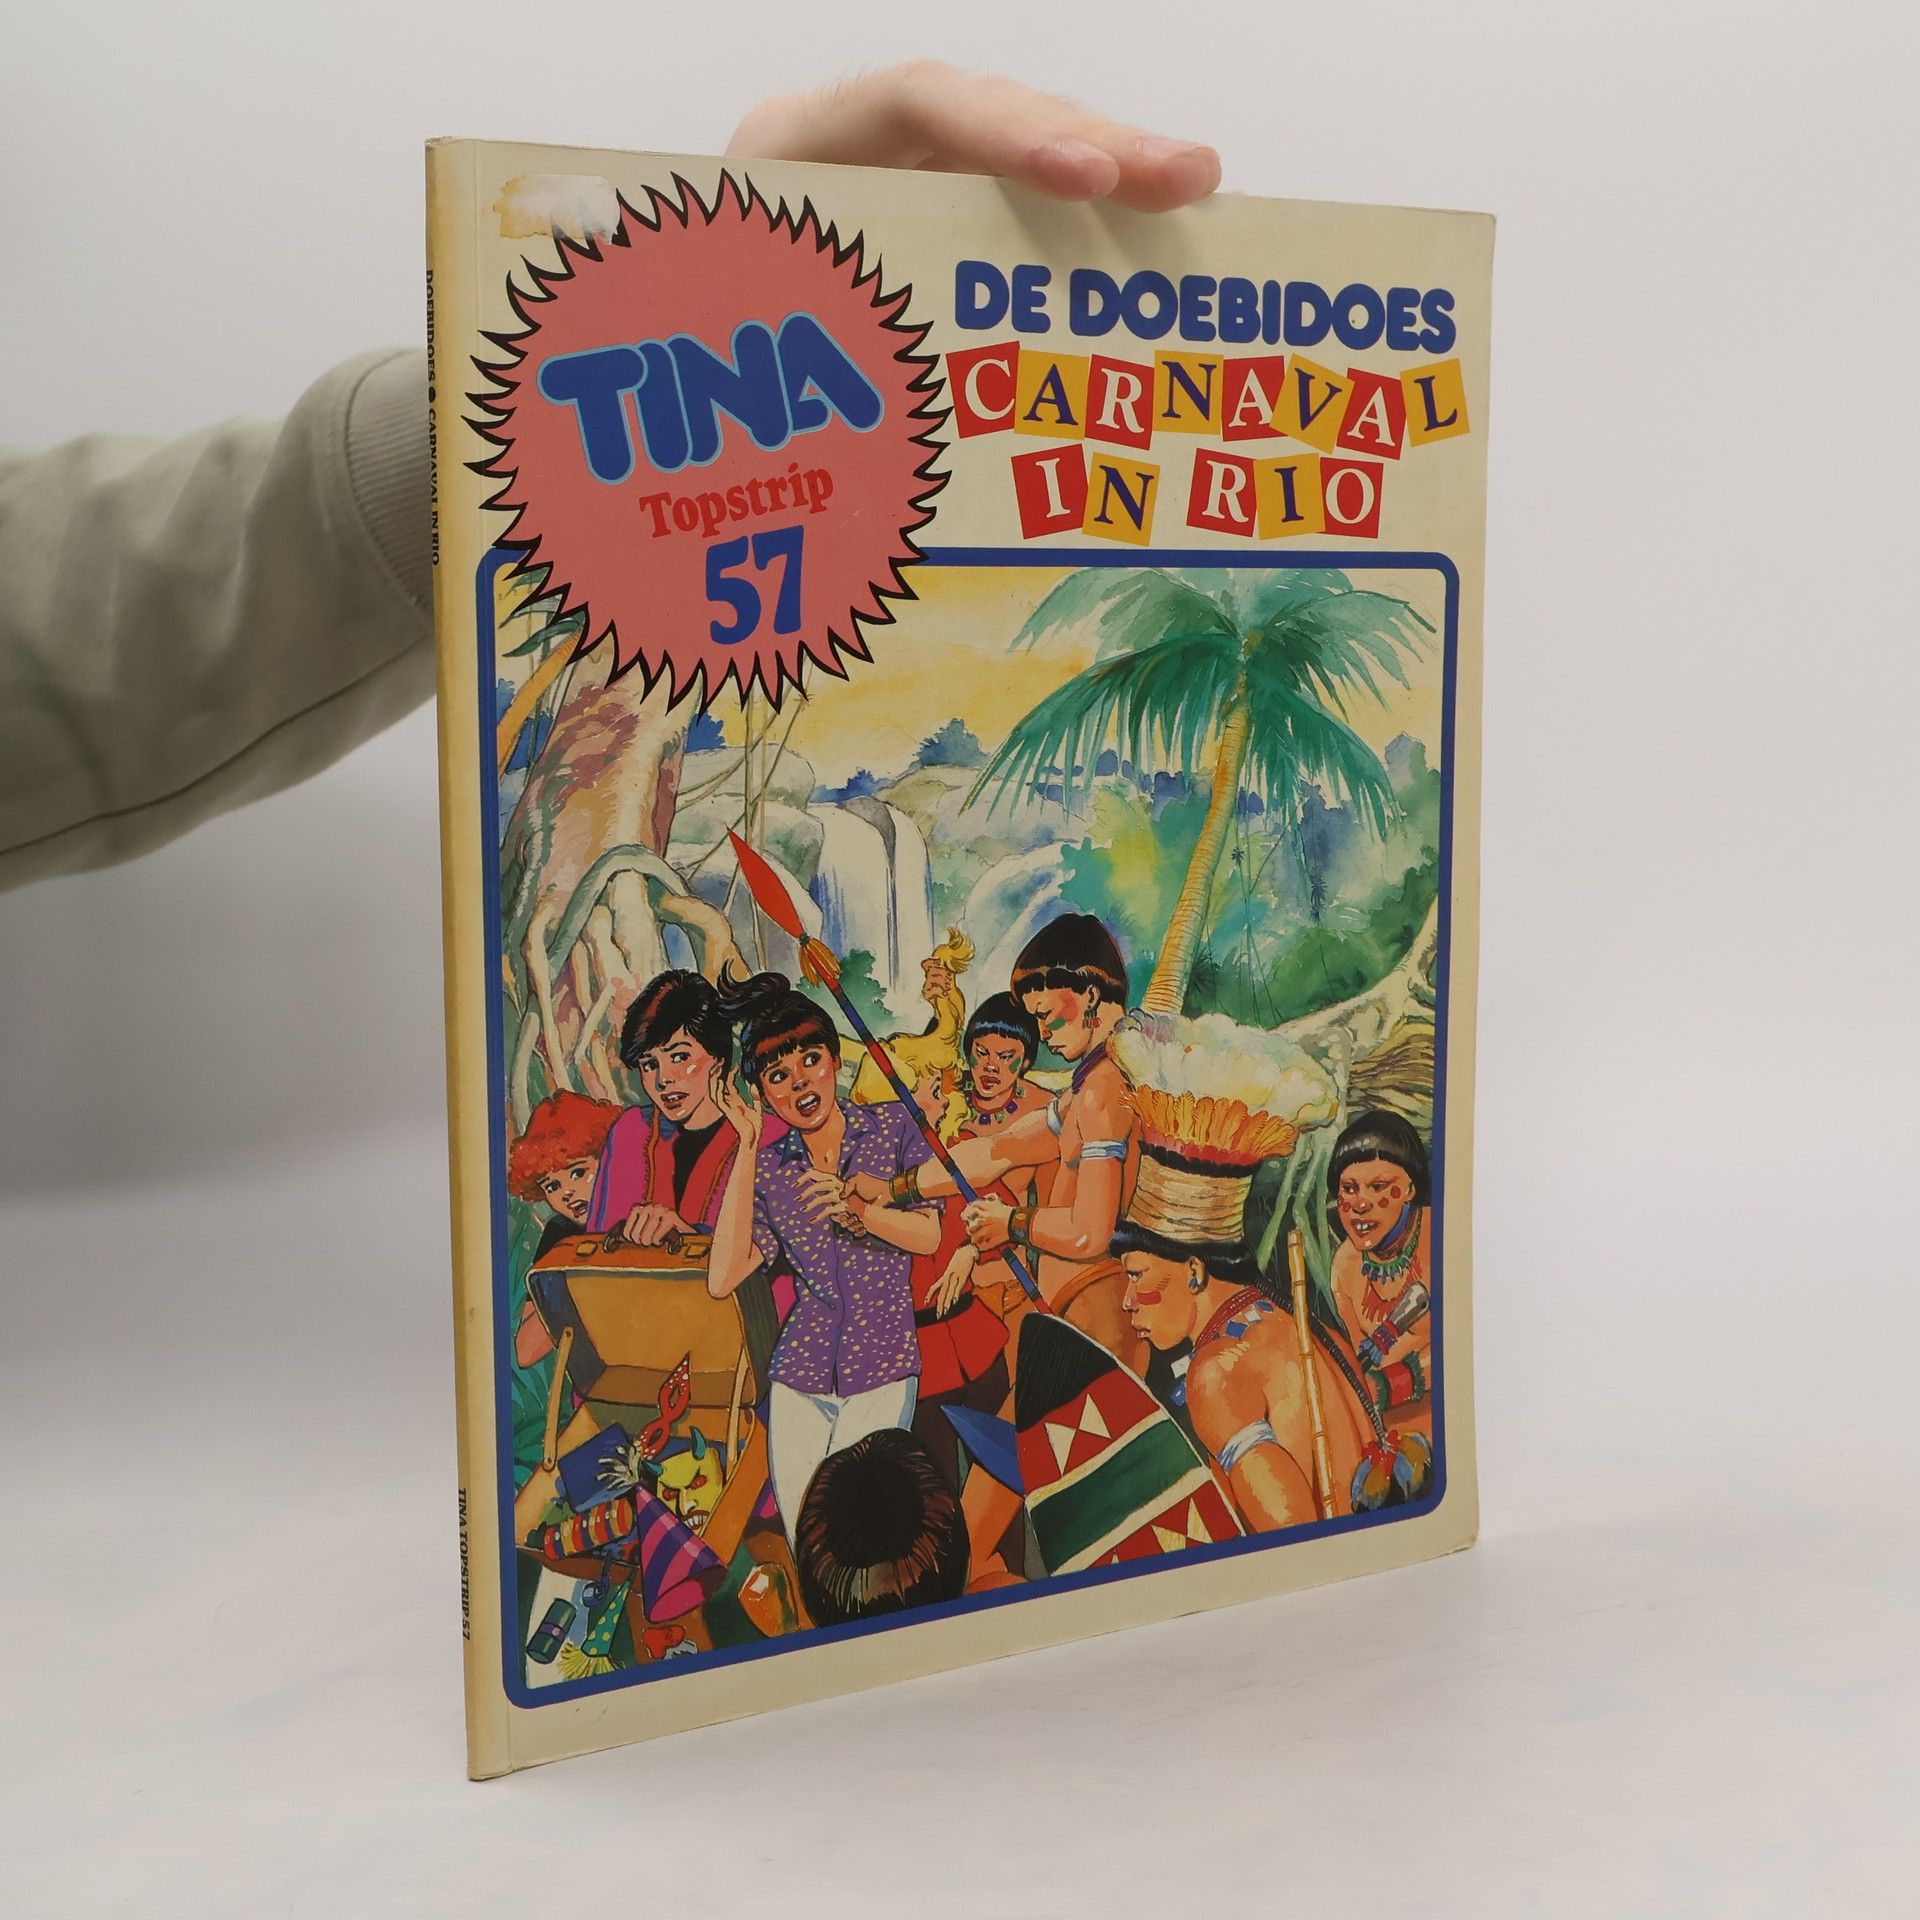 TINA
Topstrip
57
DE DOEBIDOES
CARNAVAL
IN RIO
DOEBIDOES ● CARNAVAL IN RIO
TINA TOPSTRIP 57